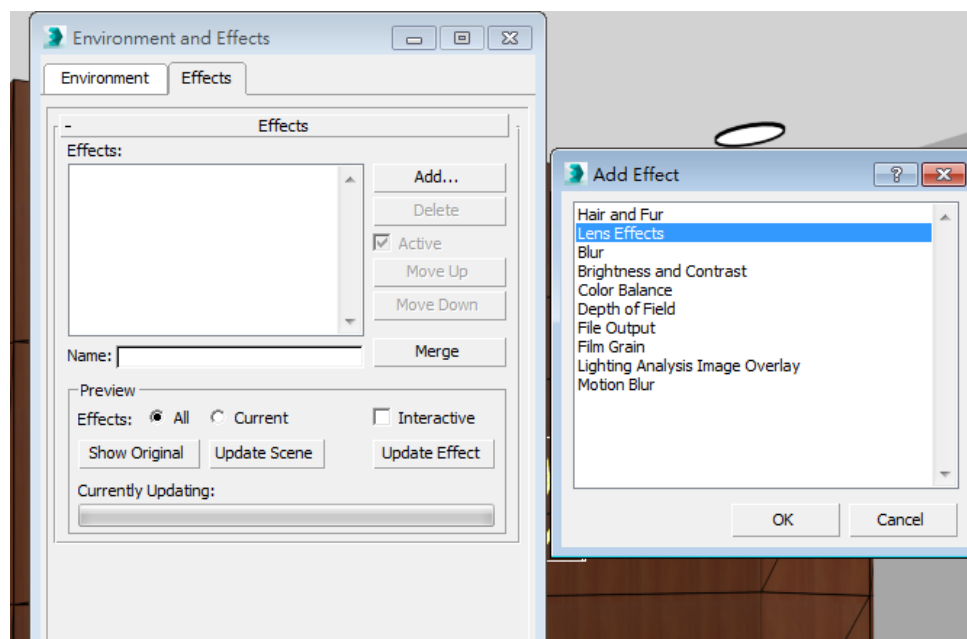 Environment and Effects
Environment
Effects
- Effects
Effects:
Add...
Delete
Active
Move Up
Move Down
Name:
Merge
Preview
Effects: All Current Interactive
Show Original Update Scene Update Effect
Currently Updating:
Add Effect
?
Hair and Fur
Lens Effects
Blur
Brightness and Contrast
Color Balance
Depth of Field
File Output
Film Grain
Lighting Analysis Image Overlay
Motion Blur
OK Cancel